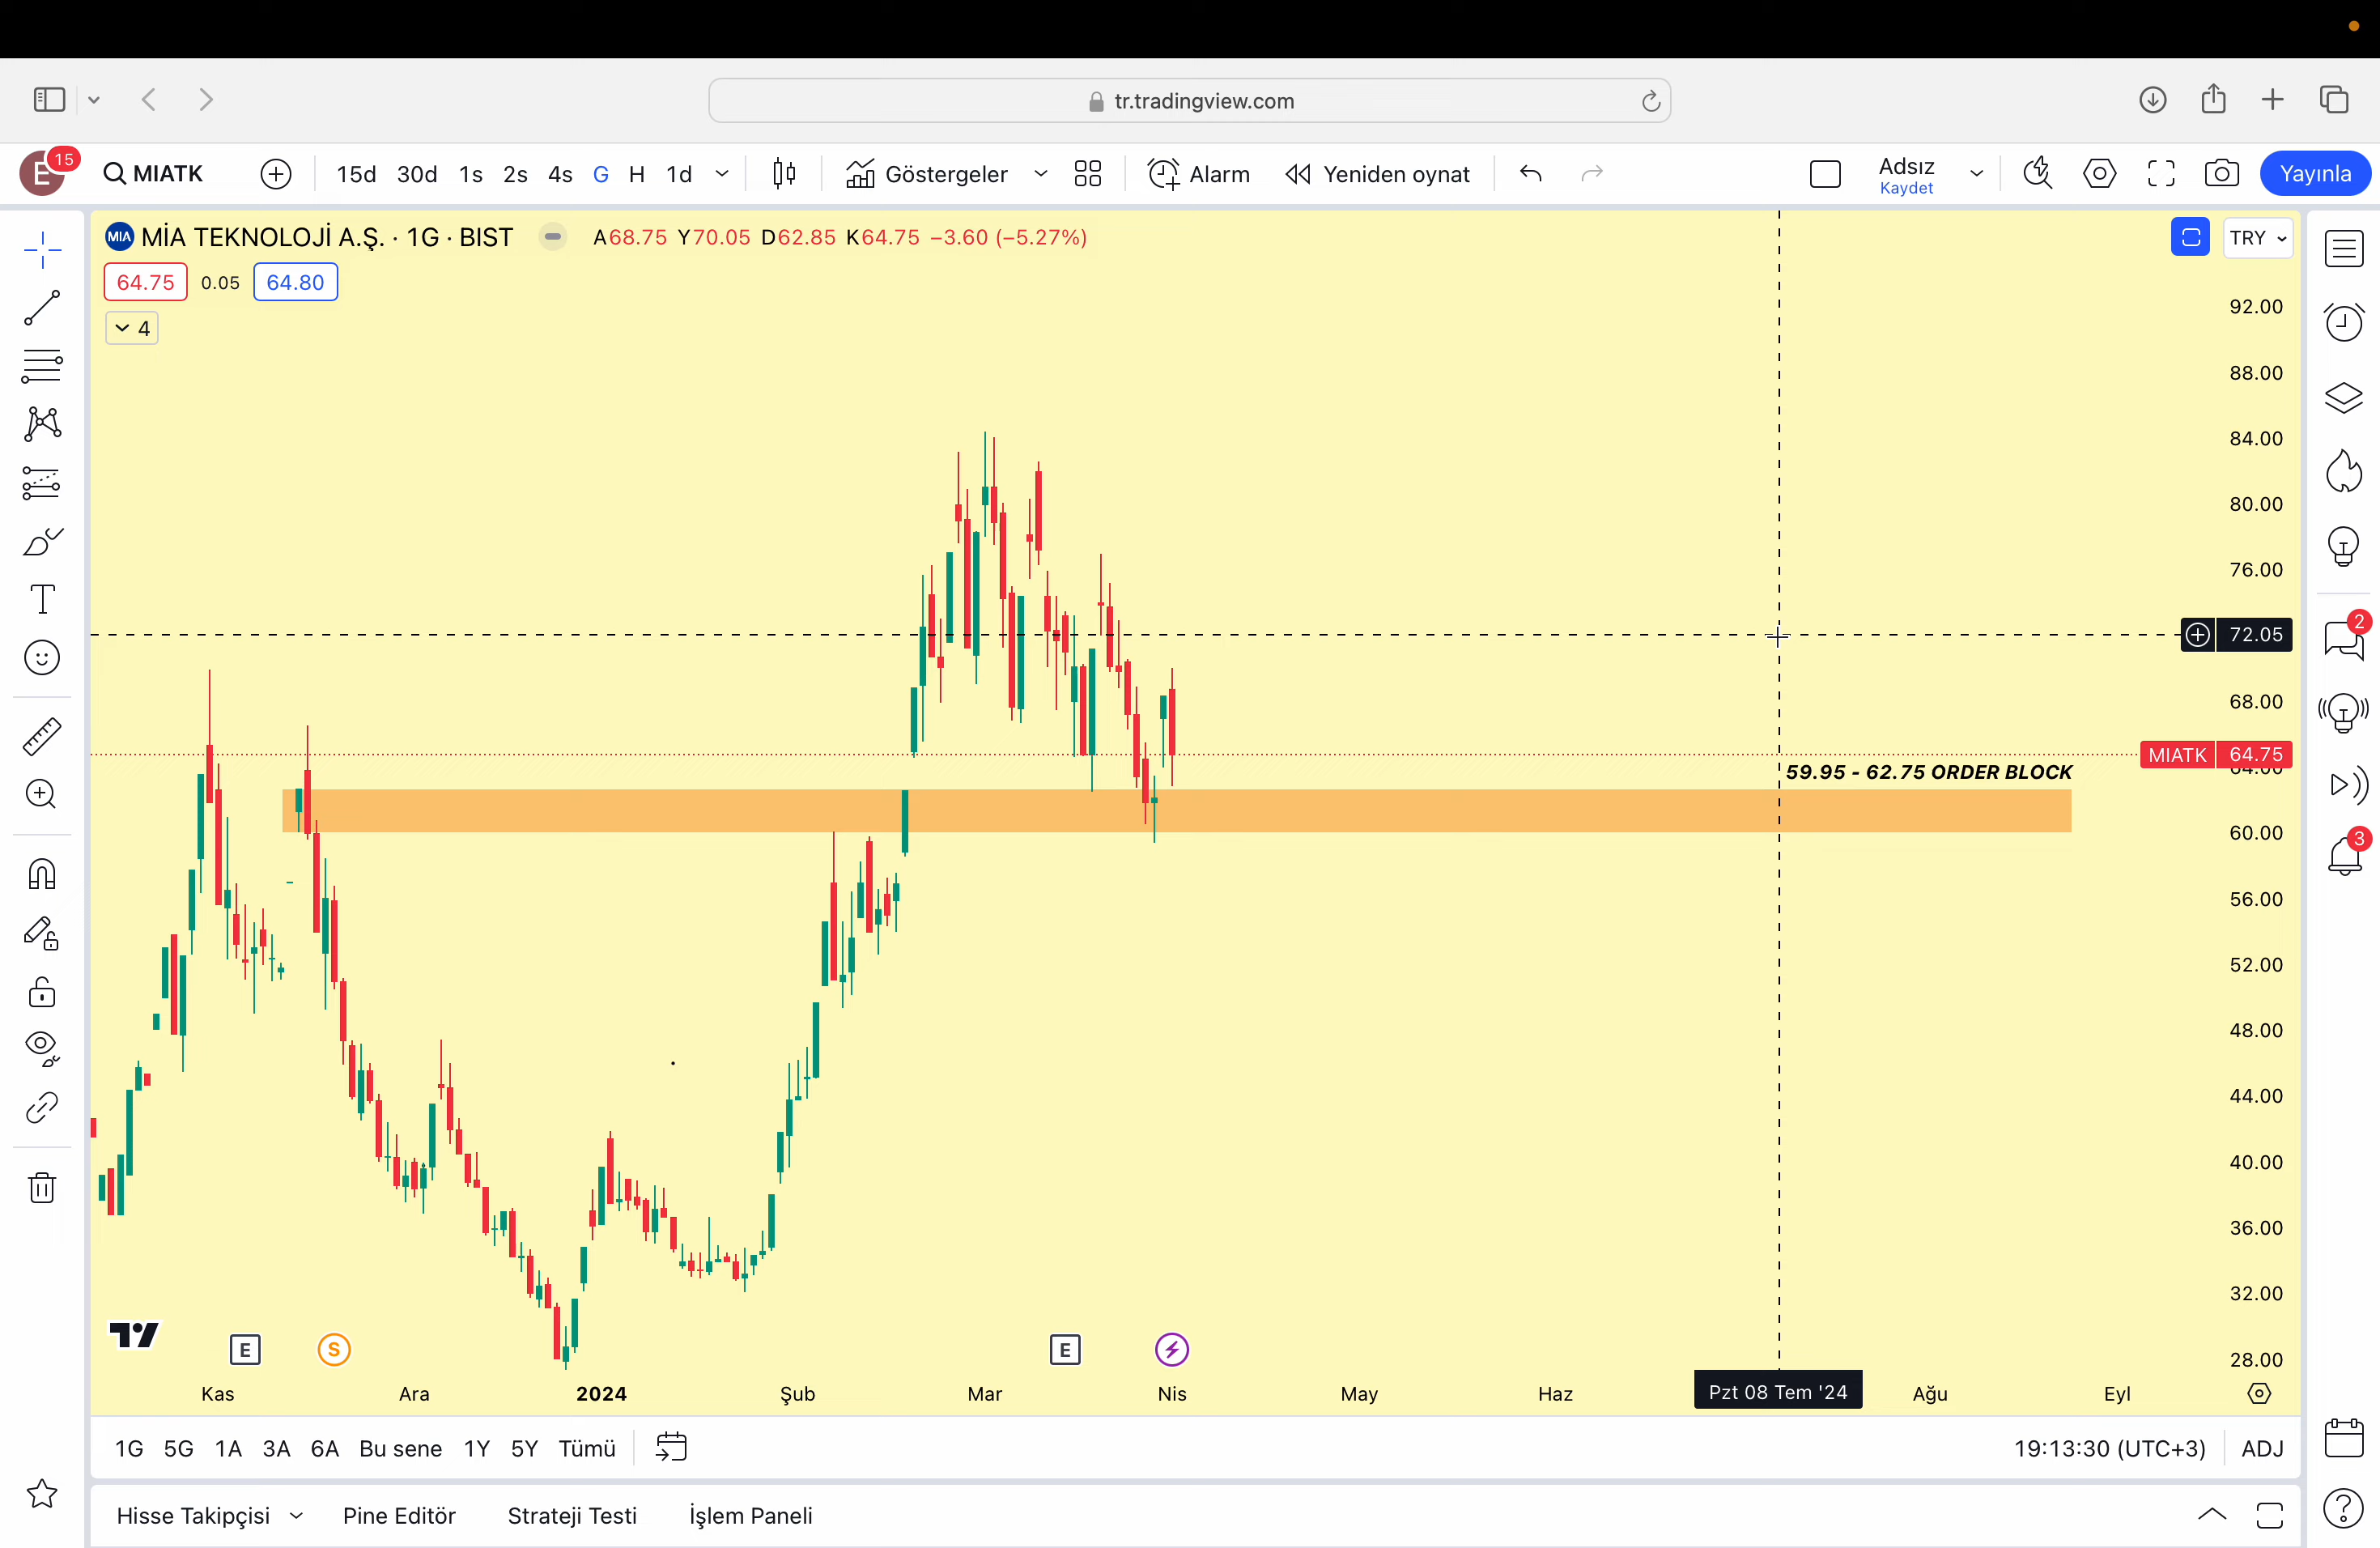 tr.tradingview.com
E 15 MIATK 15d 30d 1s 2s 4s G H 1d Göstergeler Alarm Yeniden oynat Adsız Yayınla
Kaydet
MIA MİA TEKNOLOJİ A.Ş. · 1G · BIST A68.75 Y70.05 D62.85 K64.75 −3.60 (−5.27%) TRY
64.75 0.05 64.80
4
92.00
88.00
84.00
80.00
76.00
72.05
2
68.00
MIATK 64.75
59.95 - 62.75 ORDER BLOCK
60.00
3
56.00
52.00
48.00
44.00
40.00
36.00
32.00
E S E
28.00
Kas Ara 2024 Şub Mar Nis May Haz Pzt 08 Tem '24 Ağu Eyl
1G 5G 1A 3A 6A Bu sene 1Y 5Y Tümü 19:13:30 (UTC+3) ADJ
Hisse Takipçisi Pine Editör Strateji Testi İşlem Paneli